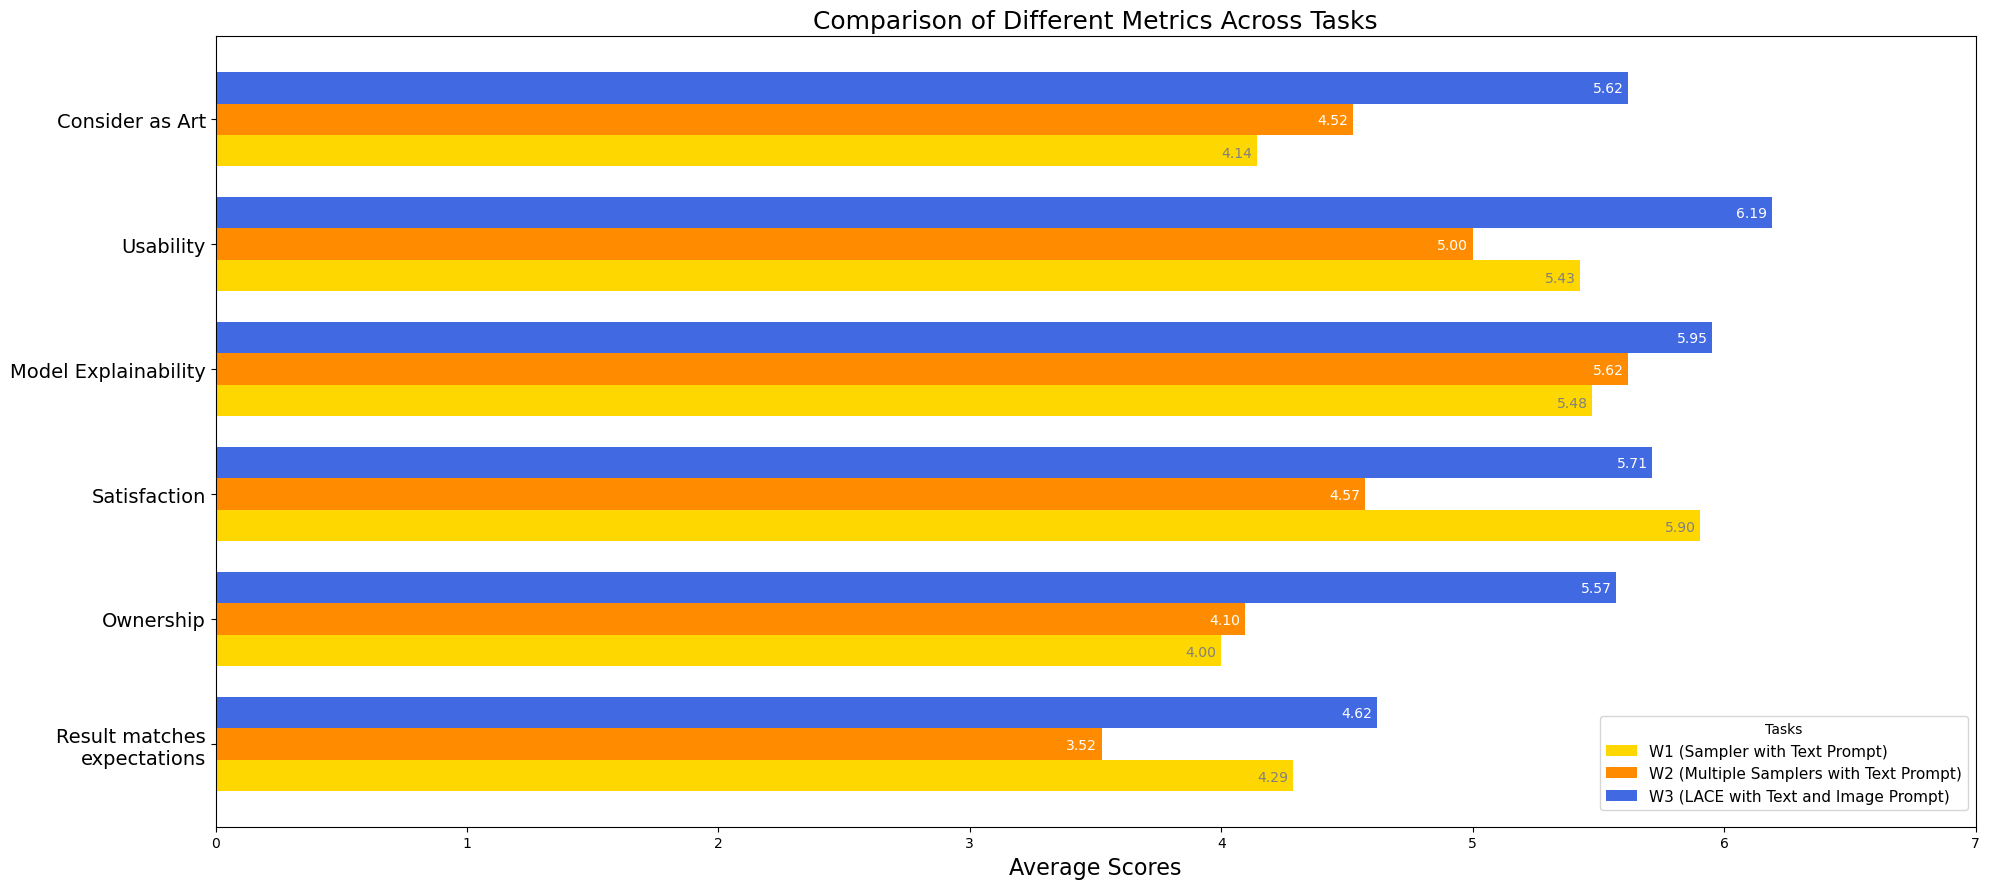 Comparison of Different Metrics Across Tasks
Consider as Art
5.62
4.52
4.14
Usability
6.19
5.00
5.43
Model Explainability
5.95
5.62
5.48
Satisfaction
5.71
4.57
5.90
Ownership
5.57
4.10
4.00
Result matches
expectations
4.62
3.52
4.29
Tasks
W1 (Sampler with Text Prompt)
W2 (Multiple Samplers with Text Prompt)
W3 (LACE with Text and Image Prompt)
0 1 2 3 4 5 6 7
Average Scores